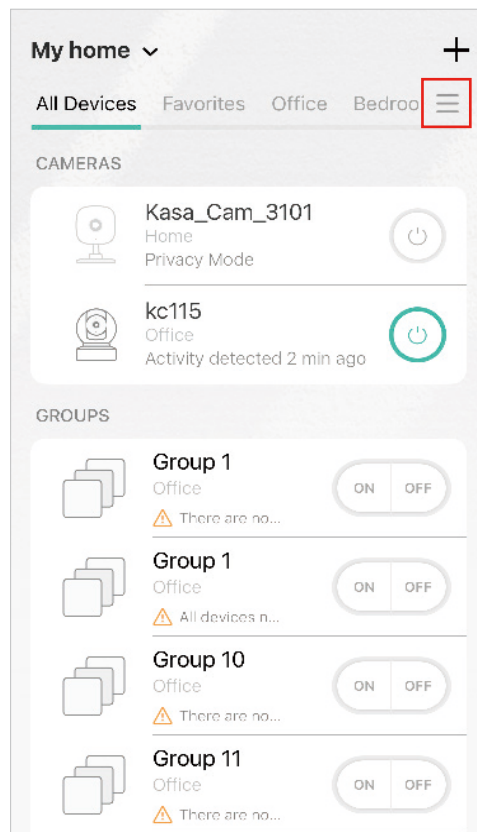 My home
All Devices Favorites Office Bedroo
CAMERAS
Kasa_Cam_3101
Home
Privacy Mode
kc115
Office
Activity detected 2 min ago
GROUPS
Group 1
Office
ON OFF
There are no...
Group 1
Office
ON OFF
All devices n...
Group 10
Office
ON OFF
There are no...
Group 11
Office
ON OFF
There are no...